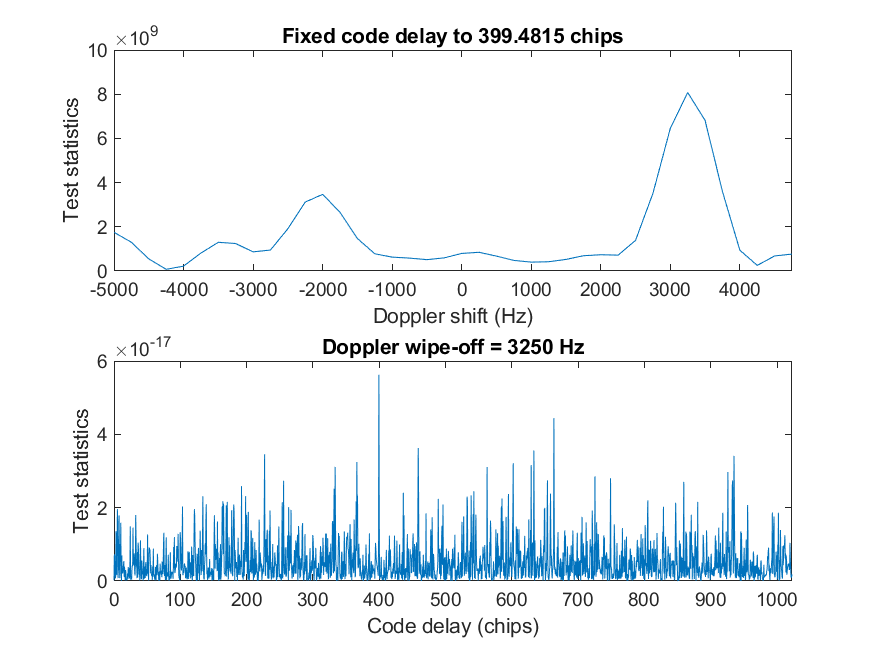 Fixed code delay to 399.4815 chips
×10^9
10
8
6
4
2
0
Test statistics
-5000 -4000 -3000 -2000 -1000 0 1000 2000 3000 4000
Doppler shift (Hz)
Doppler wipe-off = 3250 Hz
×10^-17
6
4
2
0
Test statistics
0 100 200 300 400 500 600 700 800 900 1000
Code delay (chips)